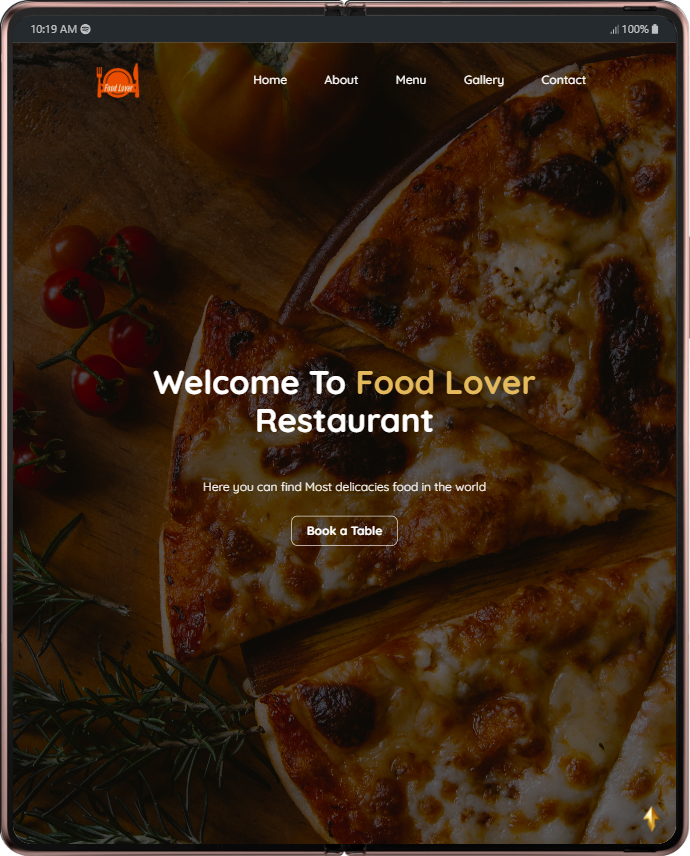 10:19 AM
100%
Food Lover
Home About Menu Gallery Contact
Welcome To Food Lover
Restaurant
Here you can find Most delicacies food in the world
Book a Table